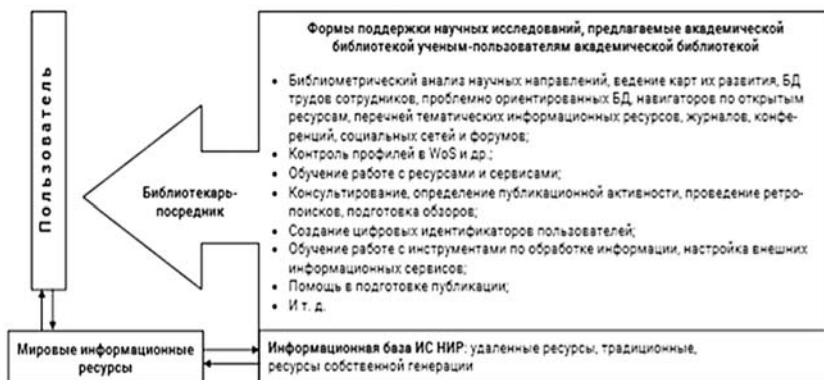 Пользователь
Библиотекарь-
посредник
Формы поддержки научных исследований, предлагаемые академической
библиотекой ученым-пользователям академической библиотекой
• Библиометрический анализ научных направлений, ведение карт их развития, БД
трудов сотрудников, проблемно ориентированных БД, навигаторов по открытым
ресурсам, перечней тематических информационных ресурсов, журналов, конфе-
ренций, социальных сетей и форумов;
• Контроль профилей в WoS и др.;
• Обучение работе с ресурсами и сервисами;
• Консультирование, определение публикационной активности, проведение ретро-
поисков, подготовка обзоров;
• Создание цифровых идентификаторов пользователей;
• Обучение работе с инструментами по обработке информации, настройка внешних
информационных сервисов;
• Помощь в подготовке публикации;
• И т. д.
Мировые информационные
ресурсы
Информационная база ИС НИР: удаленные ресурсы, традиционные,
ресурсы собственной генерации